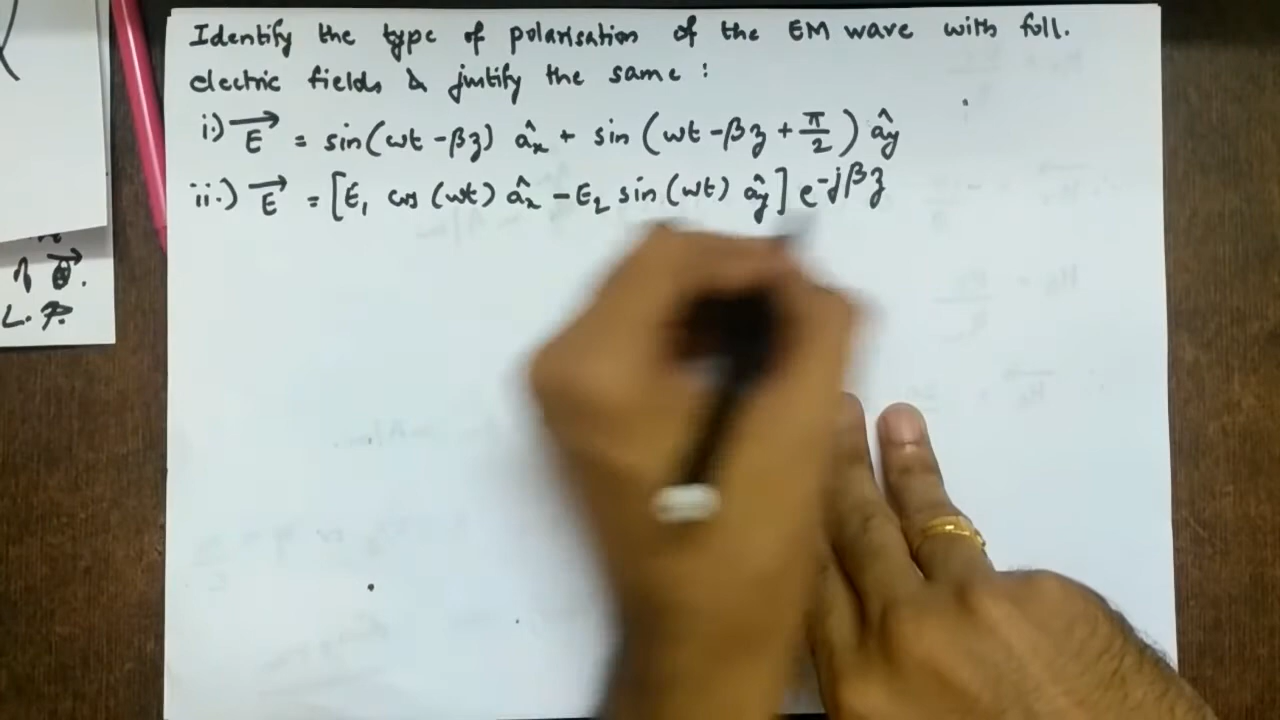 Identify the type of polarisation of the EM wave with foll.
electric fields & justify the same :
i.) E⃗ = sin(ωt - βz) âx + sin (ωt - βz + π/2) ây
ii.) E⃗ = [E₁ cos (ωt) âx - E₂ sin (ωt) ây] e^-jβz
L.P.